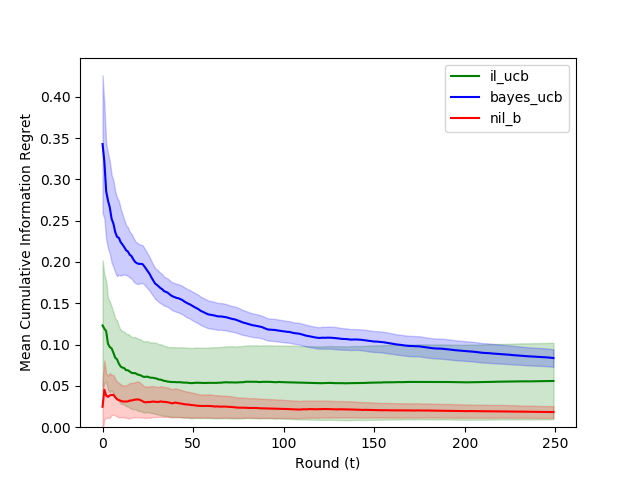 il_ucb
bayes_ucb
nil_b
Mean Cumulative Information Regret
0.40
0.35
0.30
0.25
0.20
0.15
0.10
0.05
0.00
0 50 100 150 200 250
Round (t)